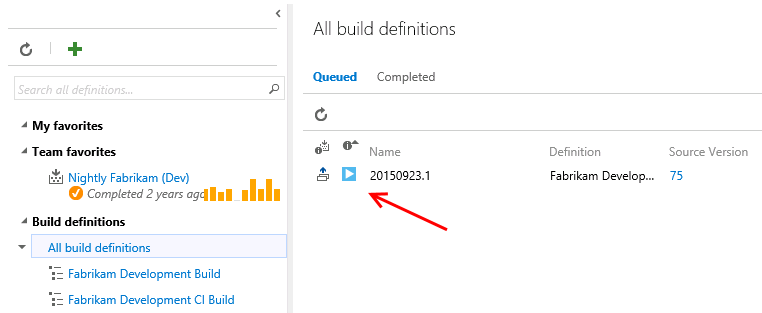 Search all definitions...
My favorites
Team favorites
Nightly Fabrikam (Dev)
Completed 2 years ago
Build definitions
All build definitions
Fabrikam Development Build
Fabrikam Development CI Build
All build definitions
Queued Completed
Name Definition Source Version
20150923.1 Fabrikam Develop... 75